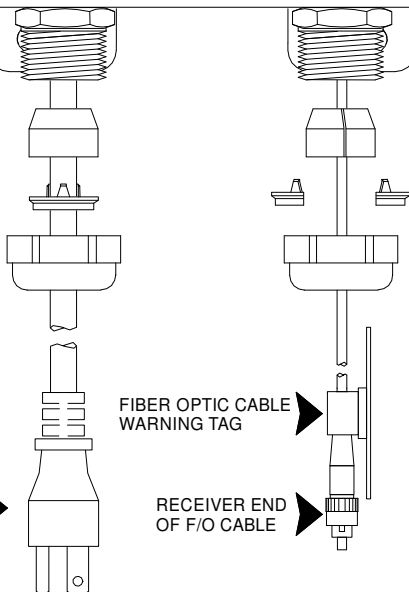 FIBER OPTIC CABLE
WARNING TAG
RECEIVER END
OF F/O CABLE